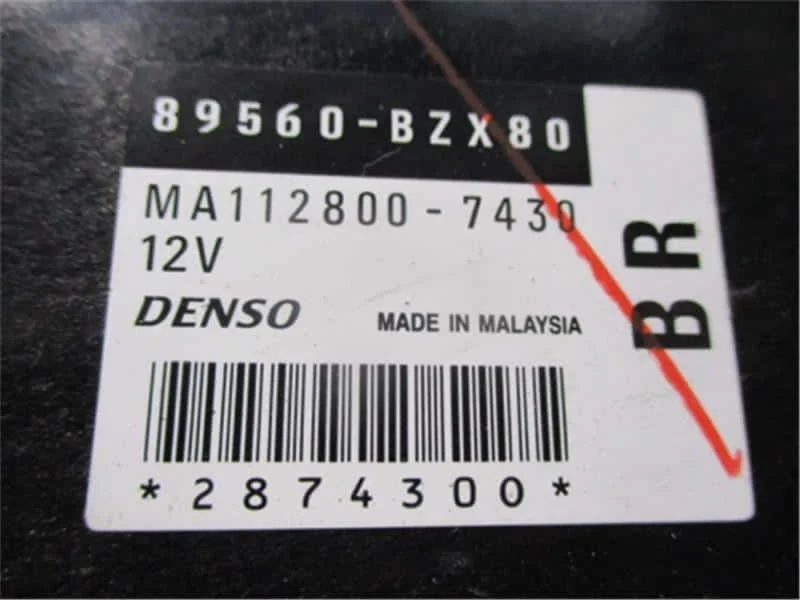 89560-BZX80
MA112800-7430
12V
DENSO
MADE IN MALAYSIA
BR
*2874300*